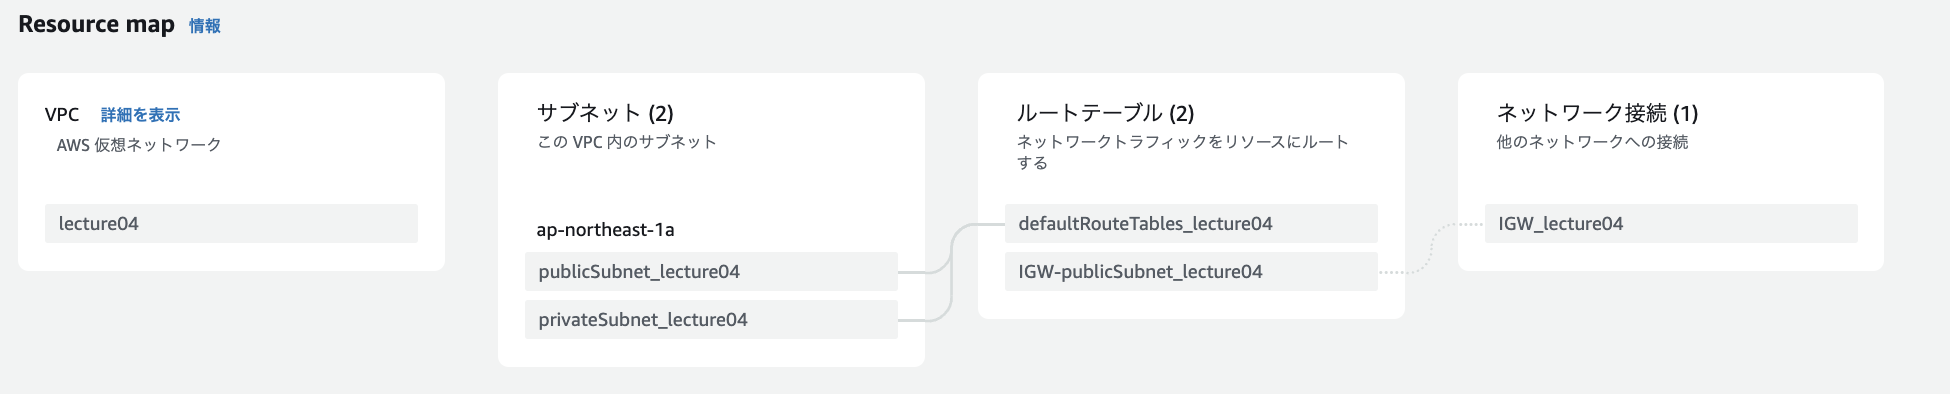 Resource map 情報
VPC 詳細を表示
AWS 仮想ネットワーク
lecture04
サブネット (2)
この VPC 内のサブネット
ap-northeast-1a
publicSubnet_lecture04
privateSubnet_lecture04
ルートテーブル (2)
ネットワークトラフィックをリソースにルート
する
defaultRouteTables_lecture04
IGW-publicSubnet_lecture04
ネットワーク接続 (1)
他のネットワークへの接続
IGW_lecture04